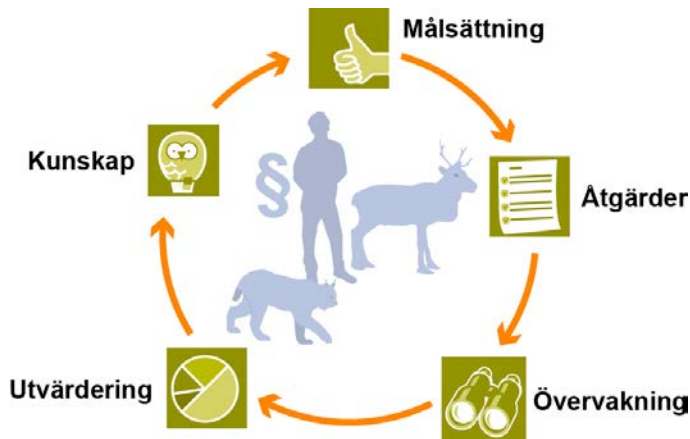 Målsättning
Kunskap
§
Åtgärder
Utvärdering
Övervakning